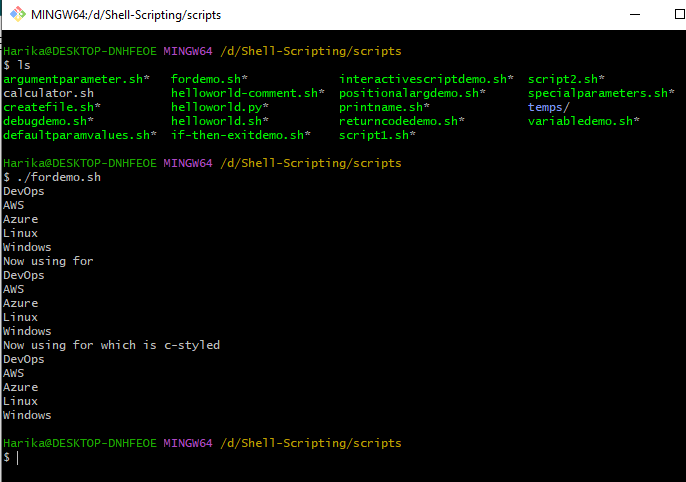 MINGW64:/d/Shell-Scripting/scripts
Harika@DESKTOP-DNHFEOE MINGW64 /d/Shell-Scripting/scripts
$ ls
argumentparameter.sh* fordemo.sh* interactivescriptdemo.sh* script2.sh*
calculator.sh helloworld-comment.sh* positionalargdemo.sh* specialparameters.sh*
createfile.sh* helloworld.py* printname.sh* temps/
debugdemo.sh* helloworld.sh* returncodedemo.sh* variabledemo.sh*
defaultparamvalues.sh* if-then-exitdemo.sh* script1.sh*
Harika@DESKTOP-DNHFEOE MINGW64 /d/Shell-Scripting/scripts
$ ./fordemo.sh
DevOps
AWS
Azure
Linux
Windows
Now using for
DevOps
AWS
Azure
Linux
Windows
Now using for which is c-styled
DevOps
AWS
Azure
Linux
Windows
Harika@DESKTOP-DNHFEOE MINGW64 /d/Shell-Scripting/scripts
$